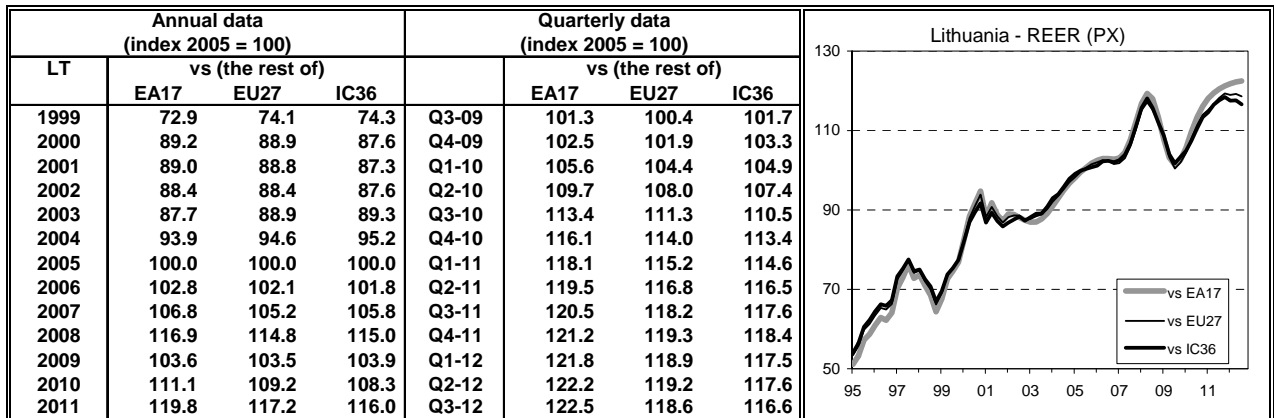 Annual data Quarterly data
(index 2005 = 100) (index 2005 = 100)
LT vs (the rest of) vs (the rest of)
EA17 EU27 IC36 EA17 EU27 IC36
1999 72.9 74.1 74.3 Q3-09 101.3 100.4 101.7
2000 89.2 88.9 87.6 Q4-09 102.5 101.9 103.3
2001 89.0 88.8 87.3 Q1-10 105.6 104.4 104.9
2002 88.4 88.4 87.6 Q2-10 109.7 108.0 107.4
2003 87.7 88.9 89.3 Q3-10 113.4 111.3 110.5
2004 93.9 94.6 95.2 Q4-10 116.1 114.0 113.4
2005 100.0 100.0 100.0 Q1-11 118.1 115.2 114.6
2006 102.8 102.1 101.8 Q2-11 119.5 116.8 116.5
2007 106.8 105.2 105.8 Q3-11 120.5 118.2 117.6
2008 116.9 114.8 115.0 Q4-11 121.2 119.3 118.4
2009 103.6 103.5 103.9 Q1-12 121.8 118.9 117.5
2010 111.1 109.2 108.3 Q2-12 122.2 119.2 117.6
2011 119.8 117.2 116.0 Q3-12 122.5 118.6 116.6
Lithuania - REER (PX)
130
110
90
70
50
95 97 99 01 03 05 07 09 11
vs EA17
vs EU27
vs IC36